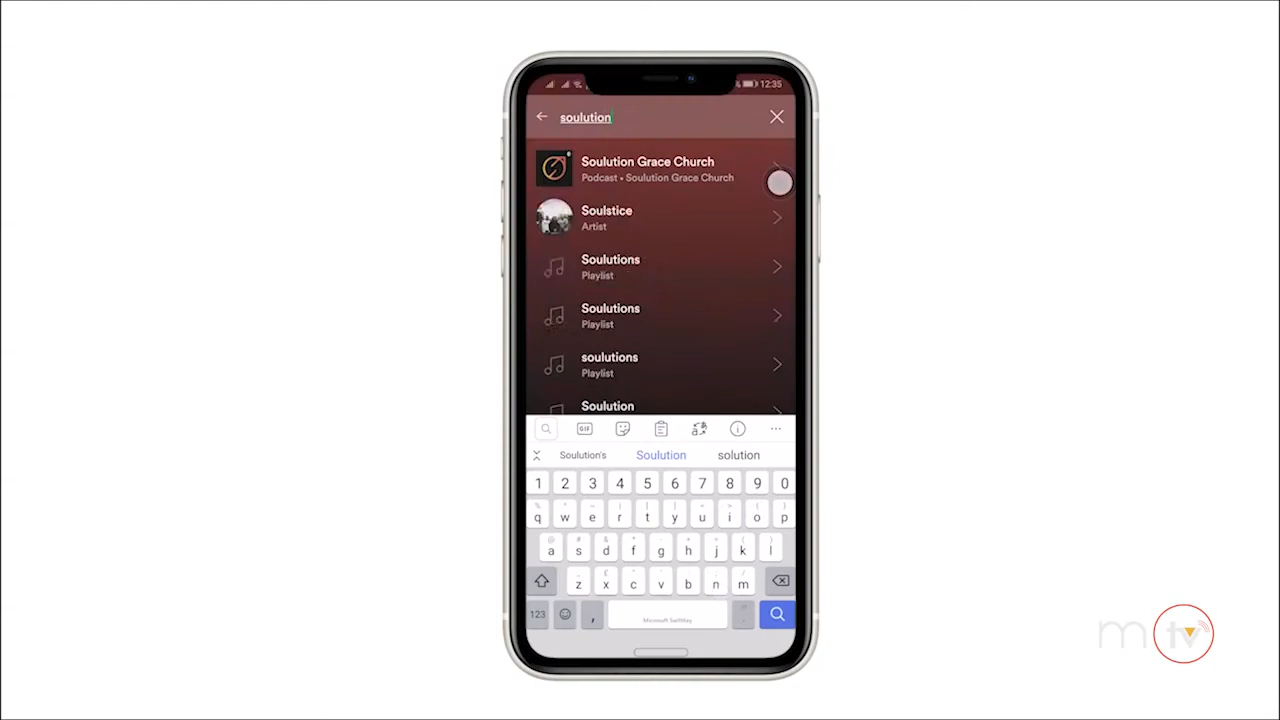 12:35
soulution
Soulution Grace Church
Podcast • Soulution Grace Church
Soulstice
Artist
Soulutions
Playlist
Soulutions
Playlist
soulutions
Playlist
Soulution
GIF
Soulution's Soulution solution
1 2 3 4 5 6 7 8 9 0
q w e r t y u i o p
a s d f g h j k l
z x c v b n m
123 , Microsoft SwiftKey .
m tv